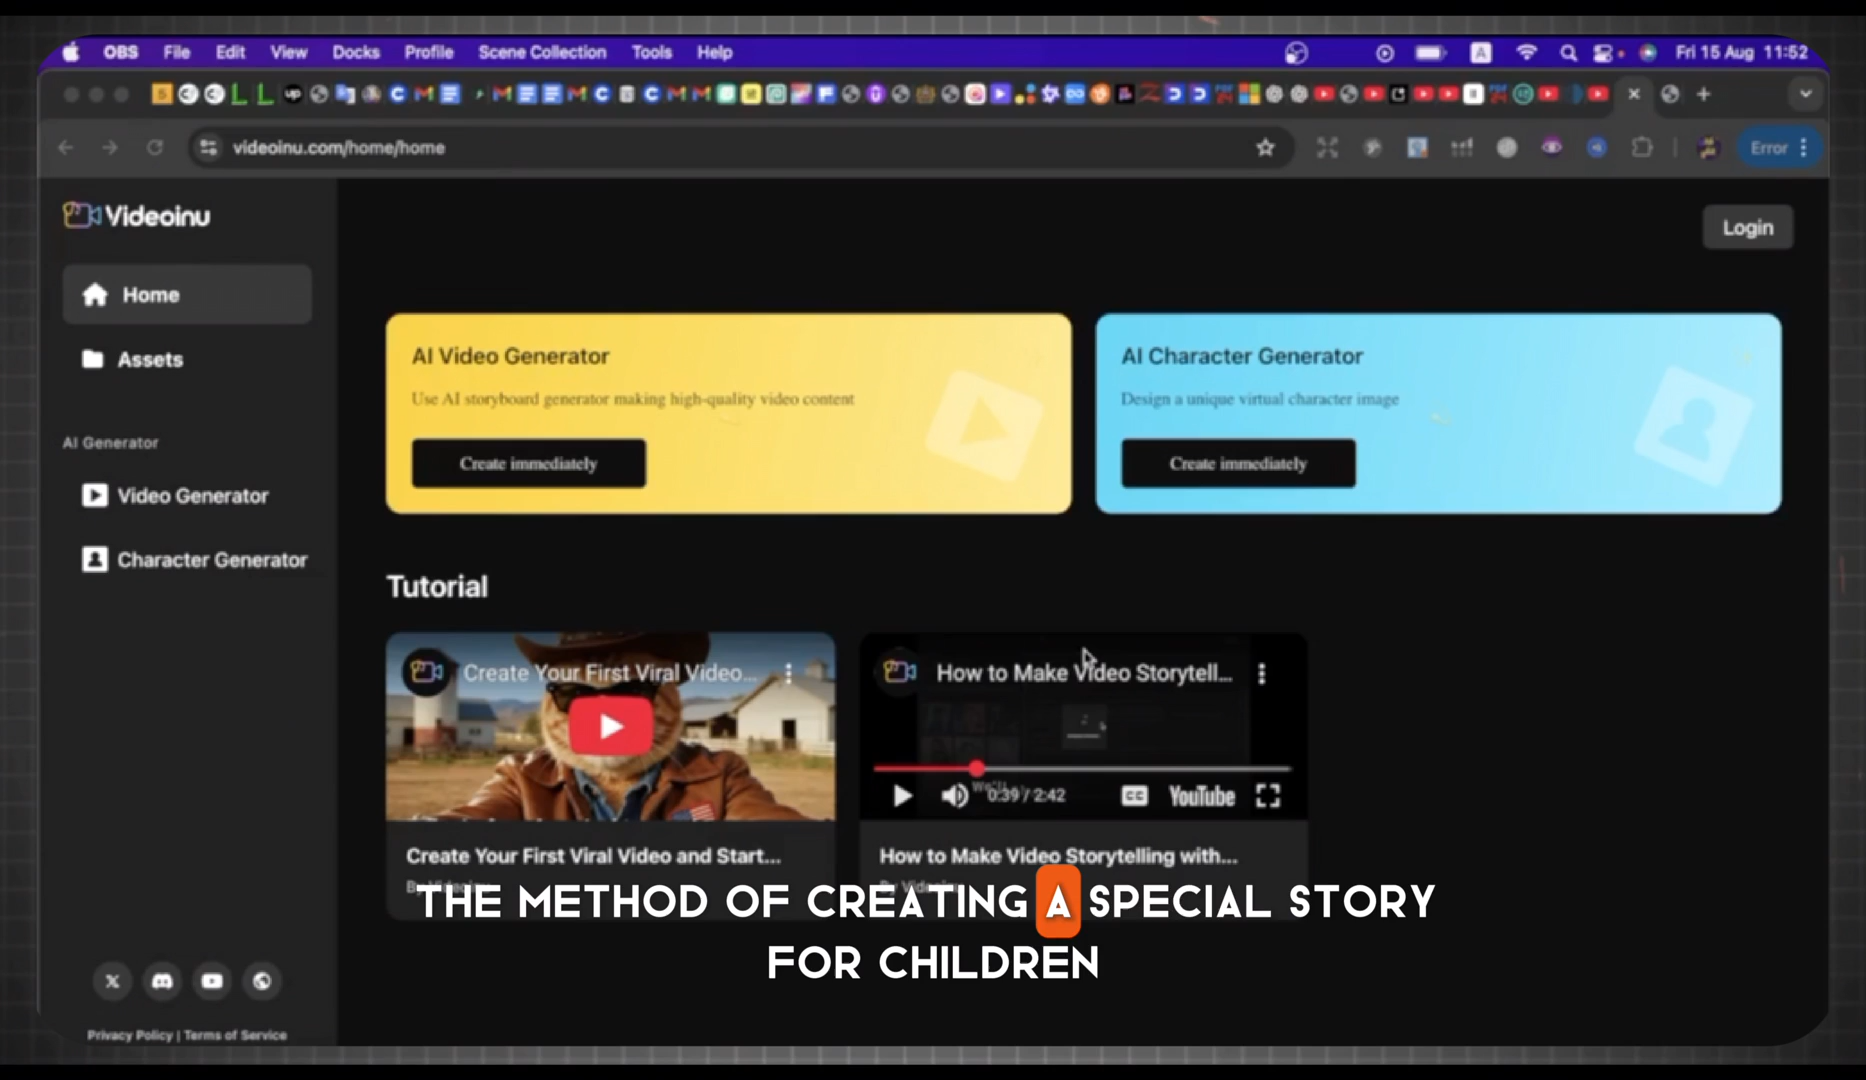 OBS File Edit View Docks Profile Scene Collection Tools Help A Fri 15 Aug 11:52
videoinu.com/home/home
Error
Videoinu
Login
Home
Assets
AI Video Generator
Use AI storyboard generator making high-quality video content
Create immediately
AI Character Generator
Design a unique virtual character image
Create immediately
AI Generator
Video Generator
Character Generator
Tutorial
Create Your First Viral Video...
How to Make Video Storytell...
0:39 / 2:42
CC
YouTube
Create Your First Viral Video and Start...
How to Make Video Storytelling with...
THE METHOD OF CREATING A SPECIAL STORY
FOR CHILDREN
Privacy Policy | Terms of Service